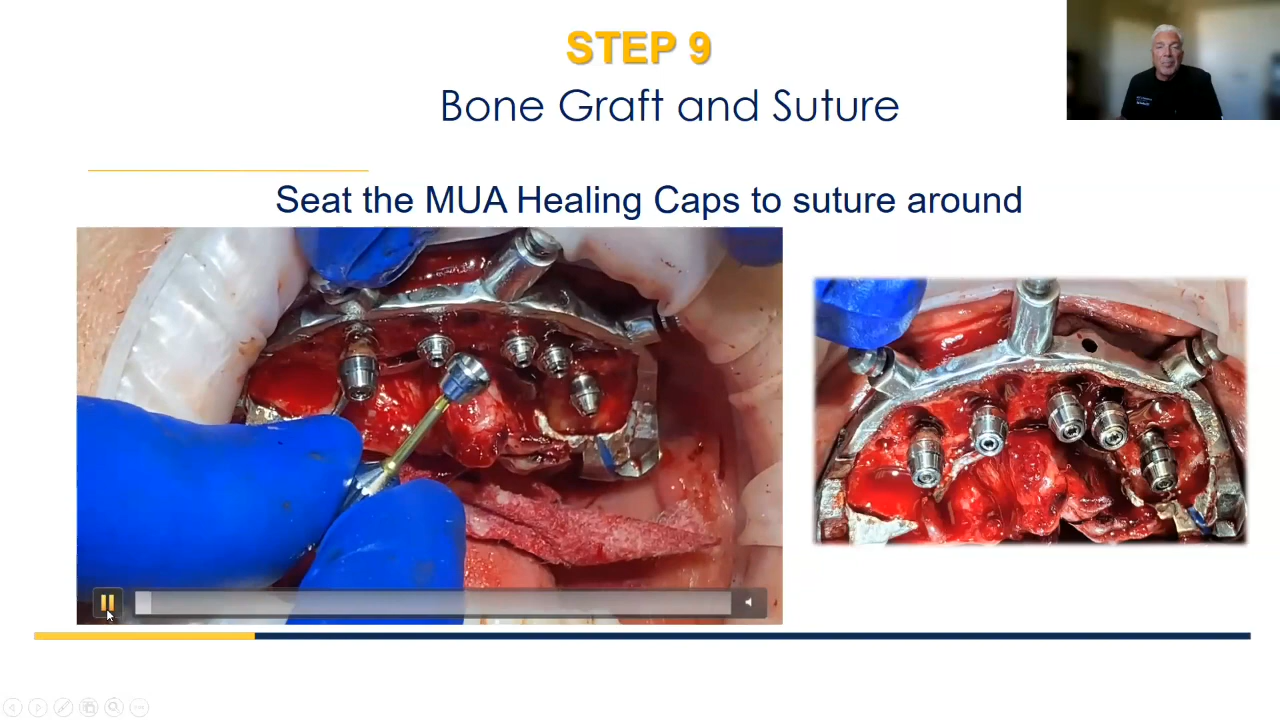 STEP 9
Bone Graft and Suture
Seat the MUA Healing Caps to suture around